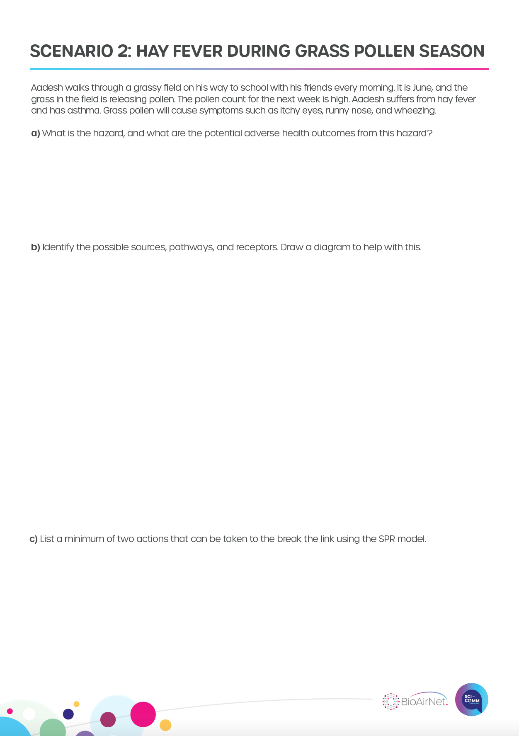 SCENARIO 2: HAY FEVER DURING GRASS POLLEN SEASON
Aadesh walks through a grassy field on his way to school with his friends every morning. It is June, and the
grass in the field is releasing pollen. The pollen count for the next week is high. Aadesh suffers from hay fever
and has asthma. Grass pollen will cause symptoms such as itchy eyes, runny nose, and wheezing.
a) What is the hazard, and what are the potential adverse health outcomes from this hazard?
b) Identify the possible sources, pathways, and receptors. Draw a diagram to help with this.
c) List a minimum of two actions that can be taken to the break the link using the SPR model.
BioAirNet.
SCI
COMM